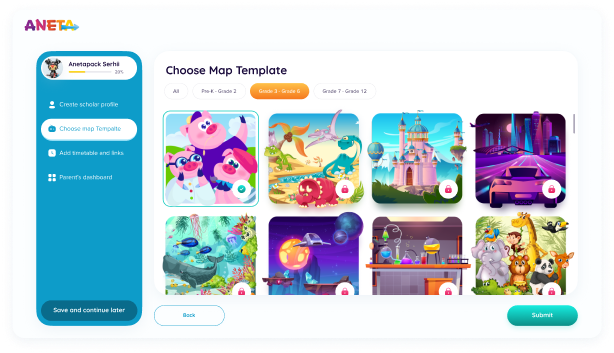 ANETA
Anetapack Serhii
20%
Create scholar profile
Choose map Template
Add timetable and links
Parent's dashboard
Save and continue later
Choose Map Template
All
Pre-K - Grade 2
Grade 3 - Grade 6
Grade 7 - Grade 12
Back
Submit